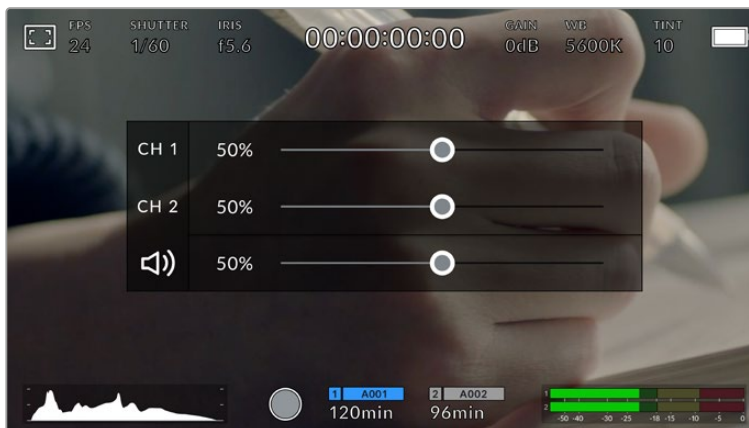 FPS SHUTTER IRIS 00:00:00:00 GAIN WB TINT
24 1/60 f5.6 0dB 5600K 10
CH 1 50%
CH 2 50%
50%
1 A001 2 A002
120min 96min
1
2
-50 -40 -30 -25 -18 -15 -10 -5 0